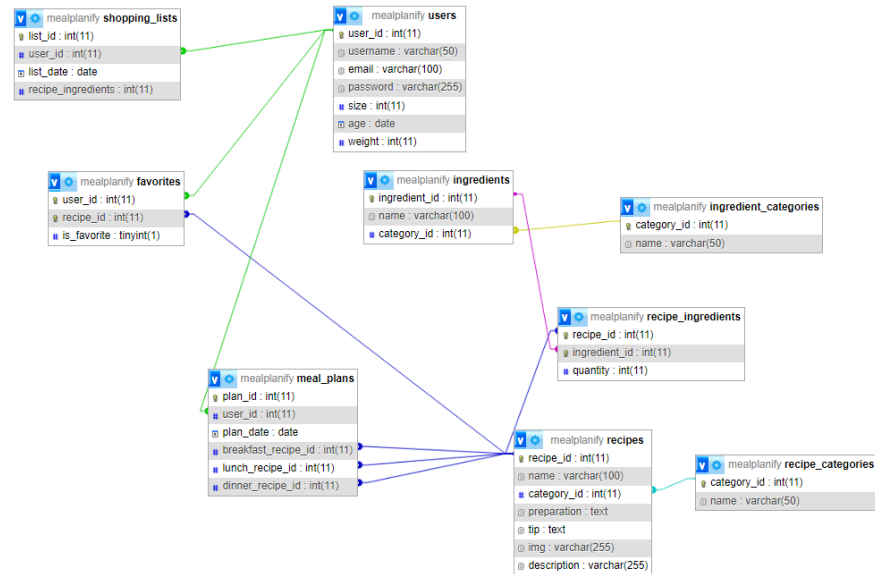 mealplanify shopping_lists
list_id : int(11)
user_id : int(11)
list_date : date
recipe_ingredients : int(11)
mealplanify users
user_id : int(11)
username : varchar(50)
email : varchar(100)
password : varchar(255)
size : int(11)
age : date
weight : int(11)
mealplanify favorites
user_id : int(11)
recipe_id : int(11)
is_favorite : tinyint(1)
mealplanify ingredients
ingredient_id : int(11)
name : varchar(100)
category_id : int(11)
mealplanify ingredient_categories
category_id : int(11)
name : varchar(50)
mealplanify recipe_ingredients
recipe_id : int(11)
ingredient_id : int(11)
quantity : int(11)
mealplanify meal_plans
plan_id : int(11)
user_id : int(11)
plan_date : date
breakfast_recipe_id : int(11)
lunch_recipe_id : int(11)
dinner_recipe_id : int(11)
mealplanify recipes
recipe_id : int(11)
name : varchar(100)
category_id : int(11)
preparation : text
tip : text
img : varchar(255)
description : varchar(255)
mealplanify recipe_categories
category_id : int(11)
name : varchar(50)